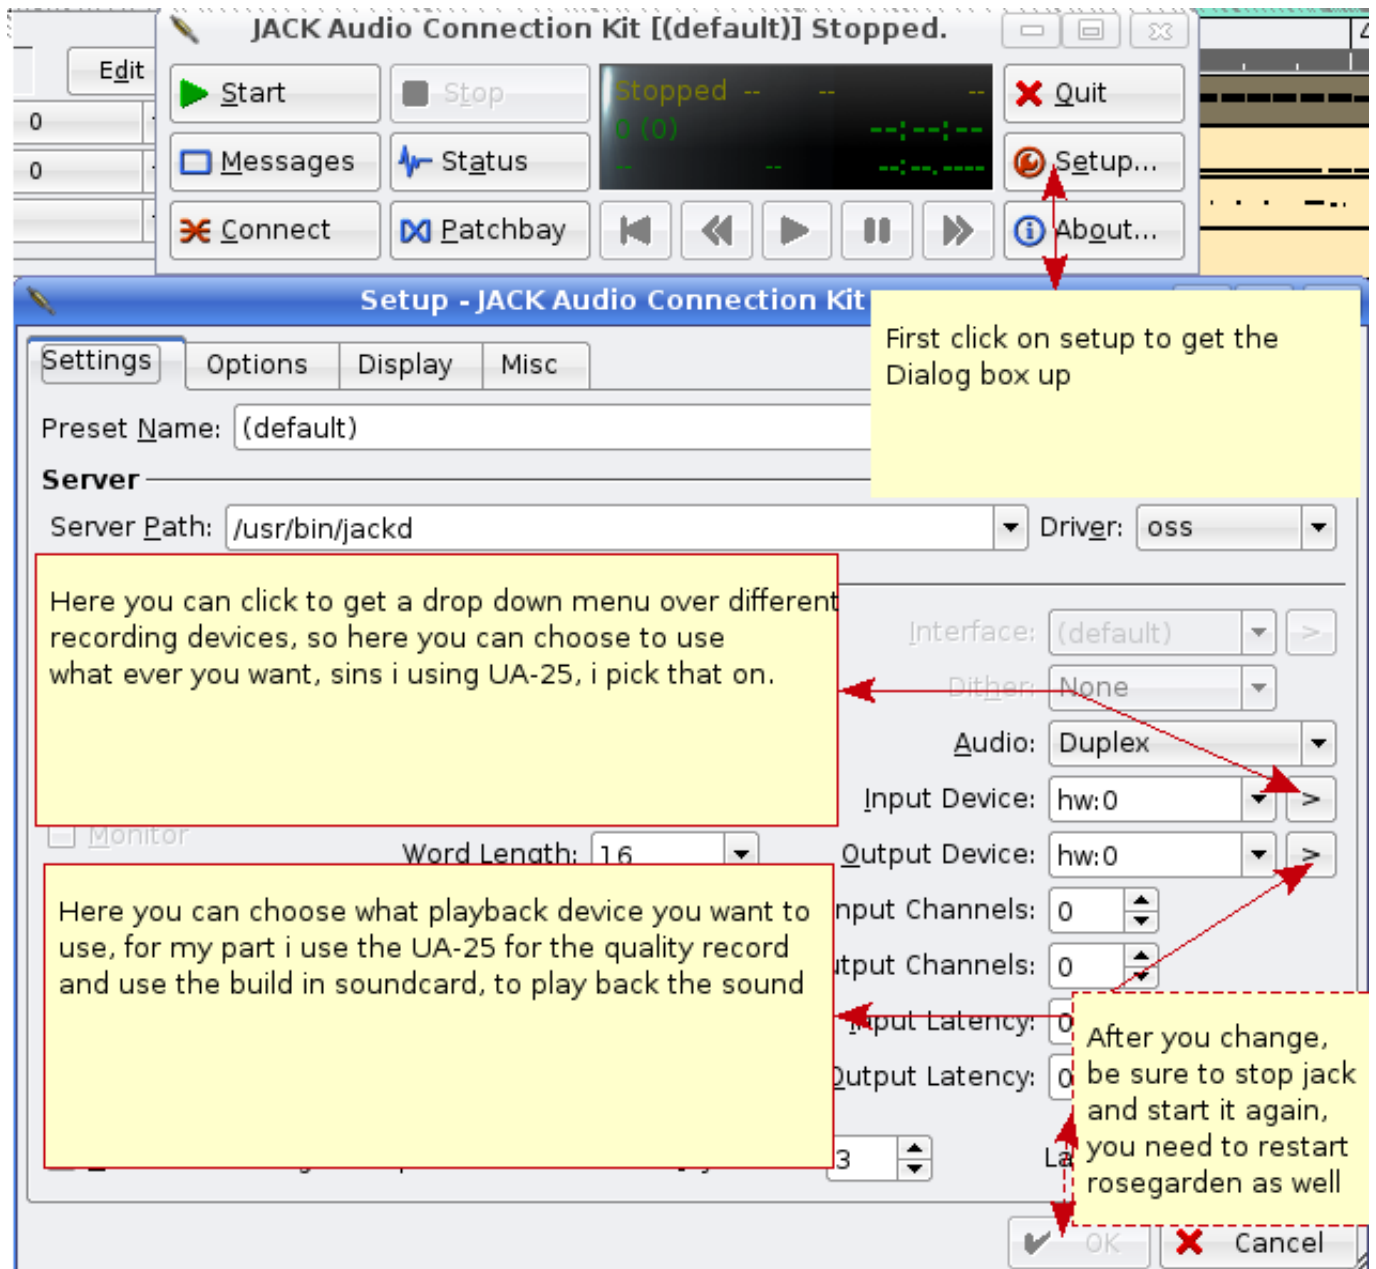 JACK Audio Connection Kit [(default)] Stopped.
Edit
Start
Stop
Stopped -- -- --
Quit
0
0 (0) --:--:--
Messages
Status
-- -- --:--.----
Setup...
0
Connect
Patchbay
About...
Setup - JACK Audio Connection Kit
First click on setup to get the
Dialog box up
Settings
Options
Display
Misc
Preset Name: (default)
Server
Server Path: /usr/bin/jackd
Driver: oss
Here you can click to get a drop down menu over different
recording devices, so here you can choose to use
what ever you want, sins i using UA-25, i pick that on.
Interface: (default) >
Dither: None
Audio: Duplex
Input Device: hw:0 >
Monitor
Word Length: 16
Output Device: hw:0 >
Here you can choose what playback device you want to
use, for my part i use the UA-25 for the quality record
and use the build in soundcard, to play back the sound
nput Channels: 0
tput Channels: 0
Input Latency: 0
Output Latency: 0
After you change,
be sure to stop jack
and start it again,
you need to restart
rosegarden as well
3
La
OK
Cancel